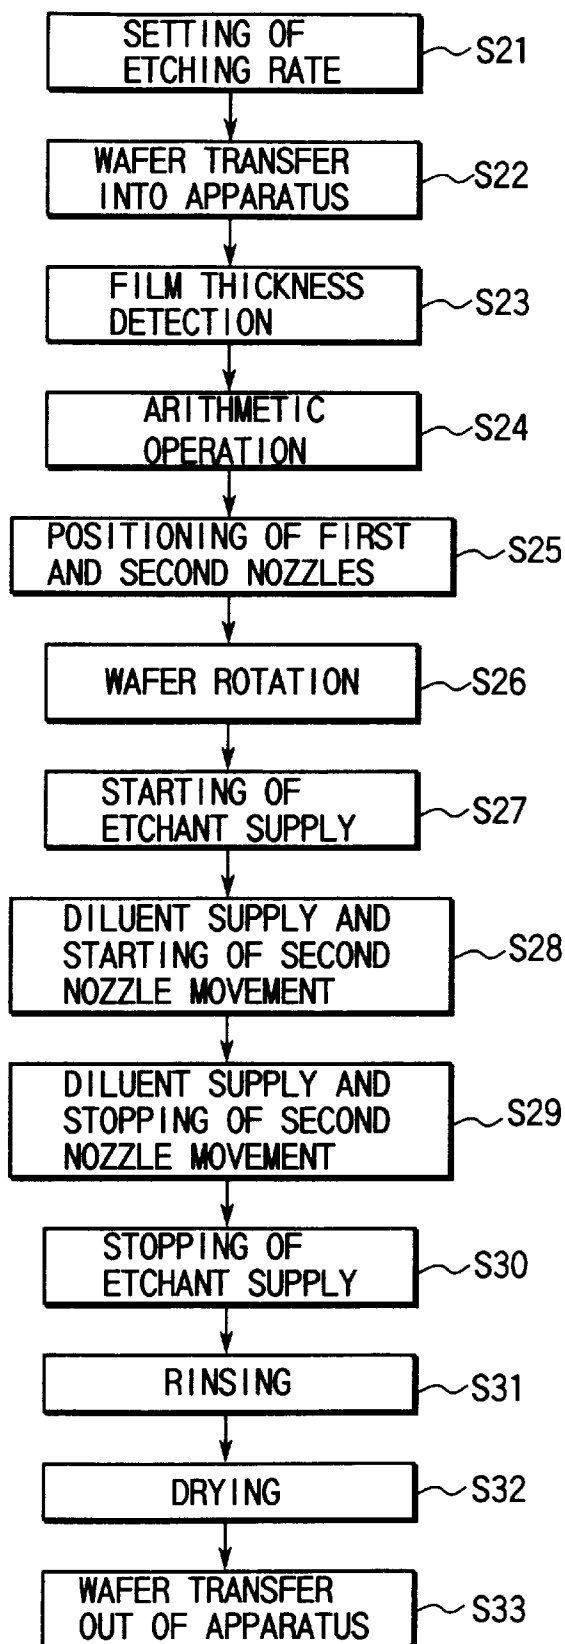 SETTING OF
ETCHING RATE
S21
WAFER TRANSFER
INTO APPARATUS
S22
FILM THICKNESS
DETECTION
S23
ARITHMETIC
OPERATION
S24
POSITIONING OF FIRST
AND SECOND NOZZLES
S25
WAFER ROTATION
S26
STARTING OF
ETCHANT SUPPLY
S27
DILUENT SUPPLY AND
STARTING OF SECOND
NOZZLE MOVEMENT
S28
DILUENT SUPPLY AND
STOPPING OF SECOND
NOZZLE MOVEMENT
S29
STOPPING OF
ETCHANT SUPPLY
S30
RINSING
S31
DRYING
S32
WAFER TRANSFER
OUT OF APPARATUS
S33